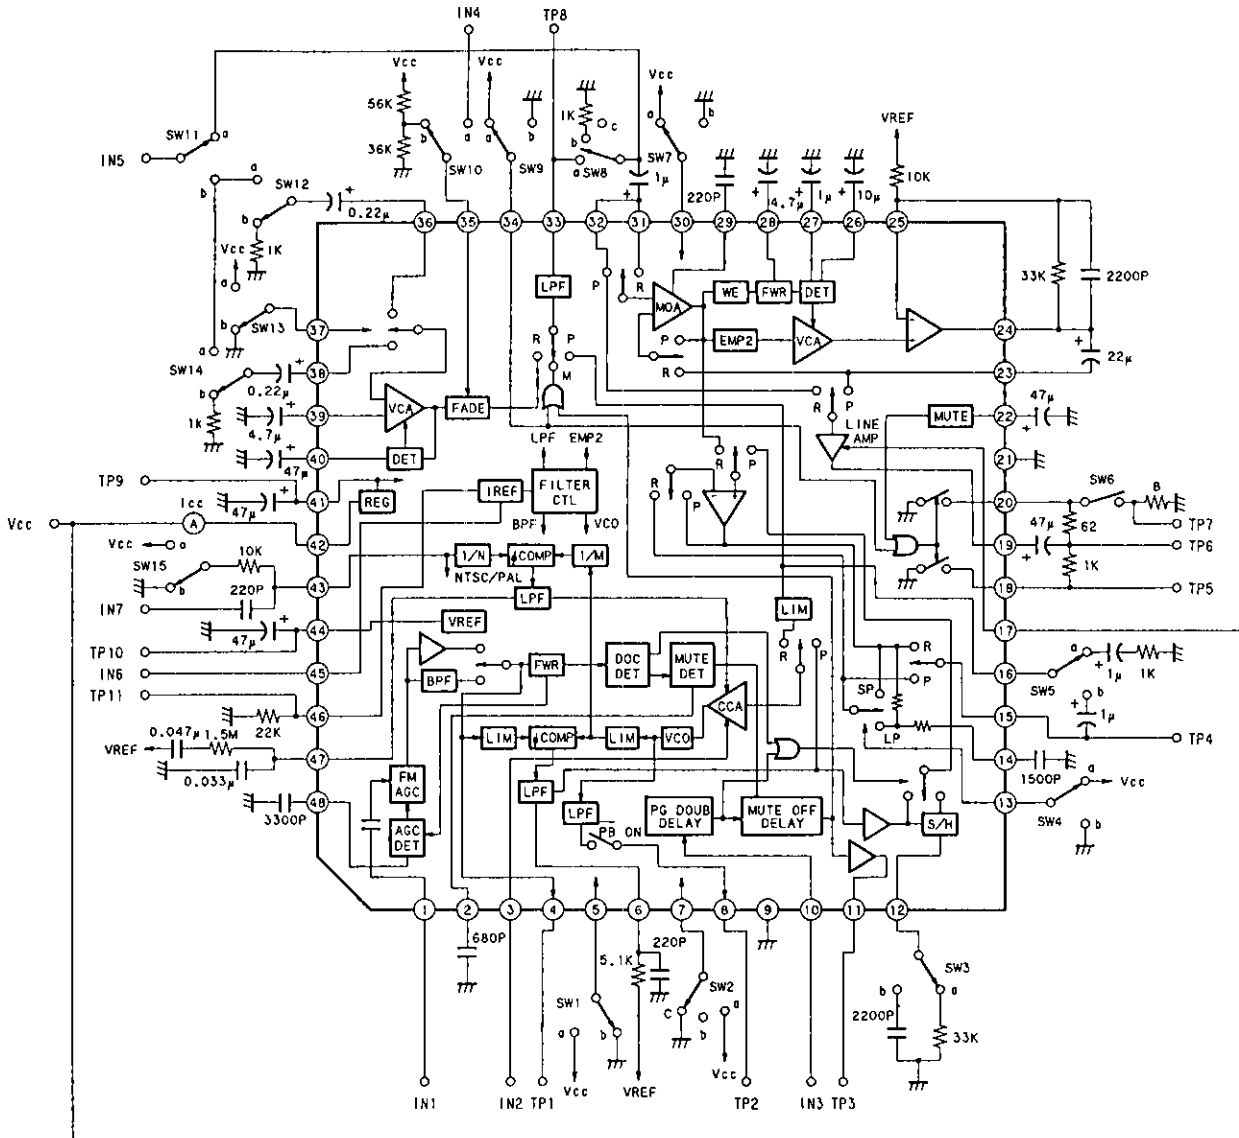 IN4
TP8
Vcc
Vcc
Vcc
56K
1K
VREF
SW11
a
b
a
a
b
b
c
a
b
IN5
36K
SW10
SW9
a
SW8
SW7
10K
b
a
SW12
+
0.22μ
1μ
220P
4.7μ
1μ
10μ
b
36
35
34
33
32
31
30
29
28
27
26
25
1K
Vcc
a
LPF
P
R
MOA
WE
FWR
DET
33K
2200P
b
SW13
37
R
P
P
EMP2
VCA
24
a
M
R
22μ
SW14
38
23
b
0.22μ
VCA
FADE
R
P
MUTE
22
47μ
1K
39
LINE
AMP
4.7μ
LPF
EMP2
DET
40
R
P
21
47μ
TP9
41
IREF
FILTER
CTL
R
P
SW6
8
Icc
REG
20
TP7
Vcc
A
47μ
BPF
VCO
47μ
62
42
19
TP6
Vcc
a
10K
1/N
COMP
1/M
SW15
43
NTSC/PAL
1K
b
220P
LPF
18
TP5
IN7
LIM
44
VREF
17
47μ
R
P
R
TP10
DOC
DET
MUTE
DET
a
IN6
45
FWR
16
BPF
P
SW5
1μ
1K
TP11
CCA
SP
b
46
15
1μ
22K
0.047μ
1.5M
LIM
COMP
LIM
VCO
LP
TP4
VREF
47
14
0.033μ
FM
AGC
LPF
1500P
a
Vcc
48
LPF
PG DOUB
DELAY
MUTE OFF
DELAY
S/H
13
3300P
AGC
DET
PB ON
SW4
b
1
2
3
4
5
6
7
8
9
10
11
12
680P
220P
5.1K
SW3
SW1
SW2
a
b
a
C
b
2200P
33K
a
b
Vcc
VREF
Vcc
IN1
IN2
TP1
TP2
IN3
TP3